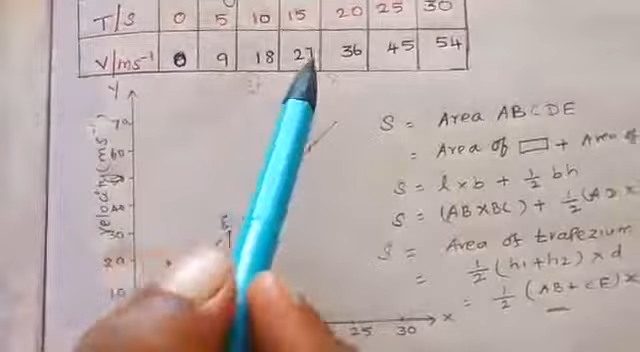 T/S 0 5 10 15 20 25 30
V/ms⁻¹ 0 9 18 27 36 45 54
Y
Velocity (ms⁻¹)
70
60
50
40
30
20
10
E
25 30 X
S = Area ABCDE
= Area of ▭ + Area of
S = l x b + 1/2 bh
S = (AB X BC) + 1/2 (A
S = Area of trapezium
= 1/2 (h1 + h2) x d
= 1/2 (AB + CE) x